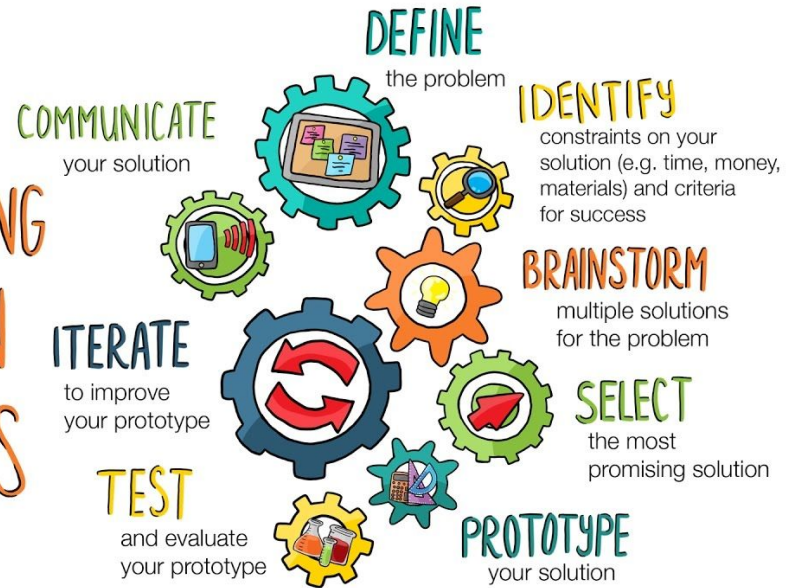 DEFINE
the problem
IDENTIFY
constraints on your
solution (e.g. time, money,
materials) and criteria
for success
BRAINSTORM
multiple solutions
for the problem
SELECT
the most
promising solution
PROTOTYPE
your solution
TEST
and evaluate
your prototype
ITERATE
to improve
your prototype
COMMUNICATE
your solution
NG
S